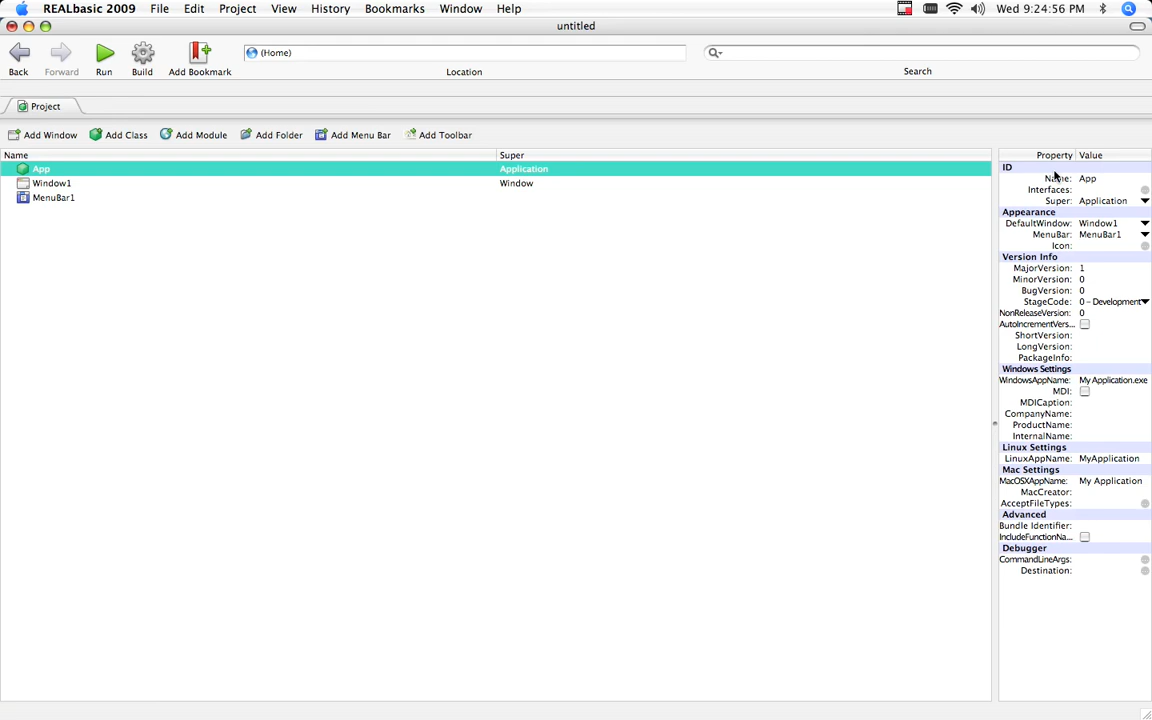 REALbasic 2009 File Edit Project View History Bookmarks Window Help Wed 9:24:56 PM
untitled
(Home)
Back Forward Run Build Add Bookmark Location Search
Project
Add Window Add Class Add Module Add Folder Add Menu Bar Add Toolbar
Name Super Property Value
App Application
Window1 Window
MenuBar1
ID
Name: App
Interfaces:
Super: Application
Appearance
DefaultWindow: Window1
MenuBar: MenuBar1
Icon:
Version Info
MajorVersion: 1
MinorVersion: 0
BugVersion: 0
StageCode: 0 - Development
NonReleaseVersion: 0
AutoIncrementVers...
ShortVersion:
LongVersion:
PackageInfo:
Windows Settings
WindowsAppName: My Application.exe
MDI:
MDICaption:
CompanyName:
ProductName:
InternalName:
Linux Settings
LinuxAppName: MyApplication
Mac Settings
MacOSXAppName: My Application
MacCreator:
AcceptFileTypes:
Advanced
Bundle Identifier:
IncludeFunctionNa...
Debugger
CommandLineArgs:
Destination: